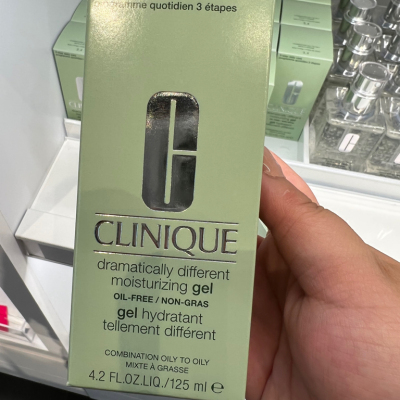 programme quotidien 3 étapes
CLINIQUE
dramatically different
moisturizing gel
OIL-FREE / NON-GRAS
gel hydratant
tellement différent
COMBINATION OILY TO OILY
MIXTE À GRASSE
4.2 FL.OZ.LIQ./125 ml e